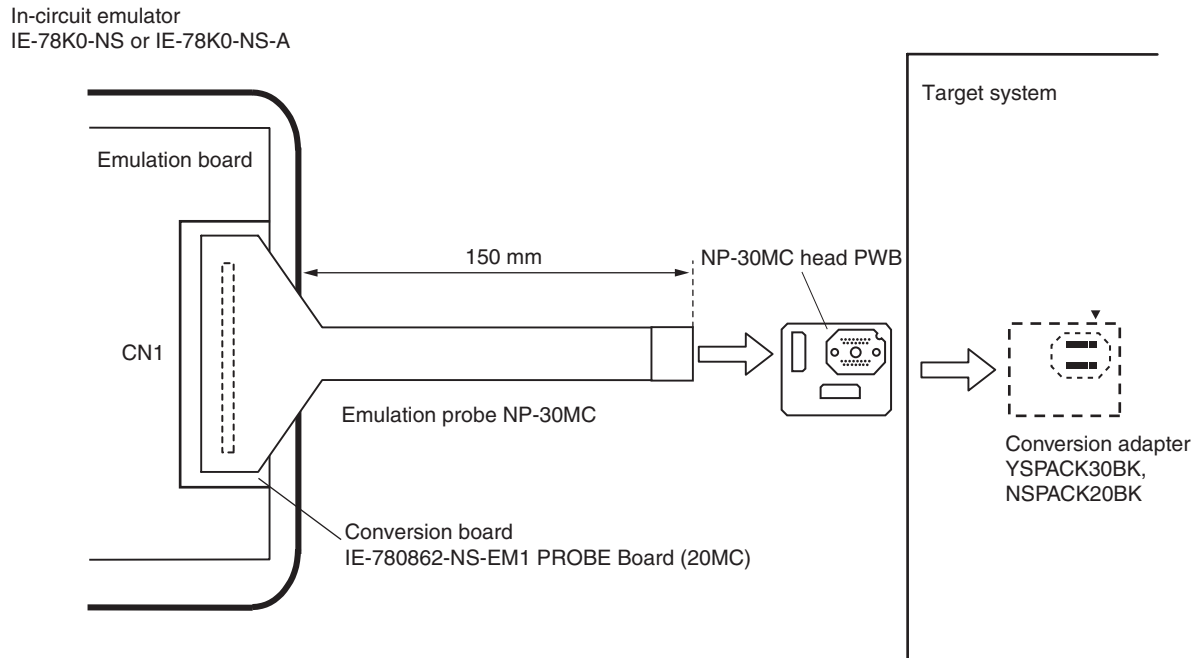 In-circuit emulator
IE-78K0-NS or IE-78K0-NS-A
Target system
Emulation board
150 mm
NP-30MC head PWB
CN1
Emulation probe NP-30MC
Conversion adapter
YSPACK30BK,
NSPACK20BK
Conversion board
IE-780862-NS-EM1 PROBE Board (20MC)